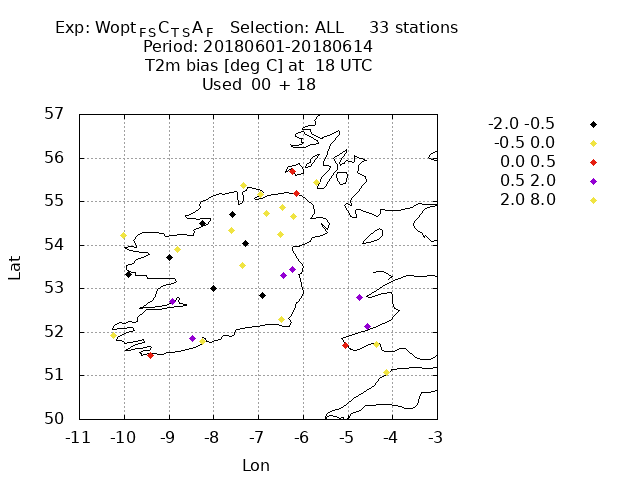 Exp: Wopt FS C TS A F Selection: ALL 33 stations
Period: 20180601-20180614
T2m bias [deg C] at 18 UTC
Used 00 + 18
57
56
55
54
53
52
51
50
-11 -10 -9 -8 -7 -6 -5 -4 -3
Lat
Lon
-2.0 -0.5
-0.5 0.0
0.0 0.5
0.5 2.0
2.0 8.0